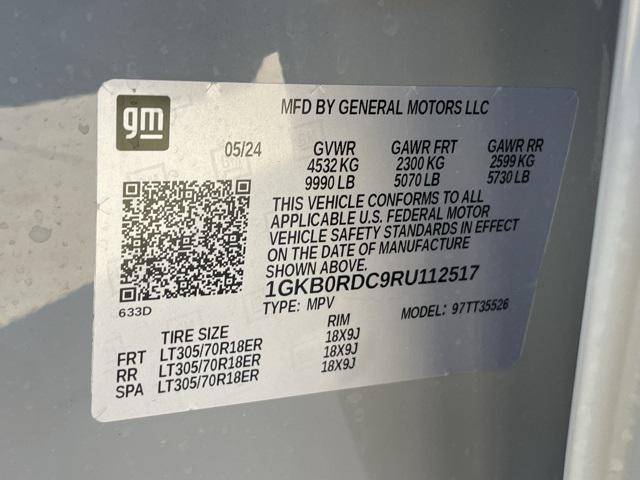 gm
MFD BY GENERAL MOTORS LLC
05/24 GVWR GAWR FRT GAWR RR
4532 KG 2300 KG 2599 KG
9990 LB 5070 LB 5730 LB
THIS VEHICLE CONFORMS TO ALL
APPLICABLE U.S. FEDERAL MOTOR
VEHICLE SAFETY STANDARDS IN EFFECT
ON THE DATE OF MANUFACTURE
SHOWN ABOVE.
1GKB0RDC9RU112517
633D
TYPE: MPV MODEL: 97TT35526
TIRE SIZE RIM
FRT LT305/70R18ER 18X9J
RR LT305/70R18ER 18X9J
SPA LT305/70R18ER 18X9J